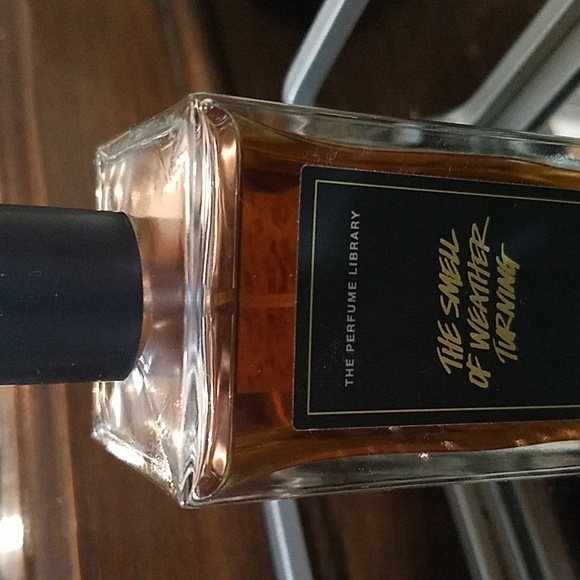 THE PERFUME LIBRARY
THE SMELL
OF WEATHER
TURNING